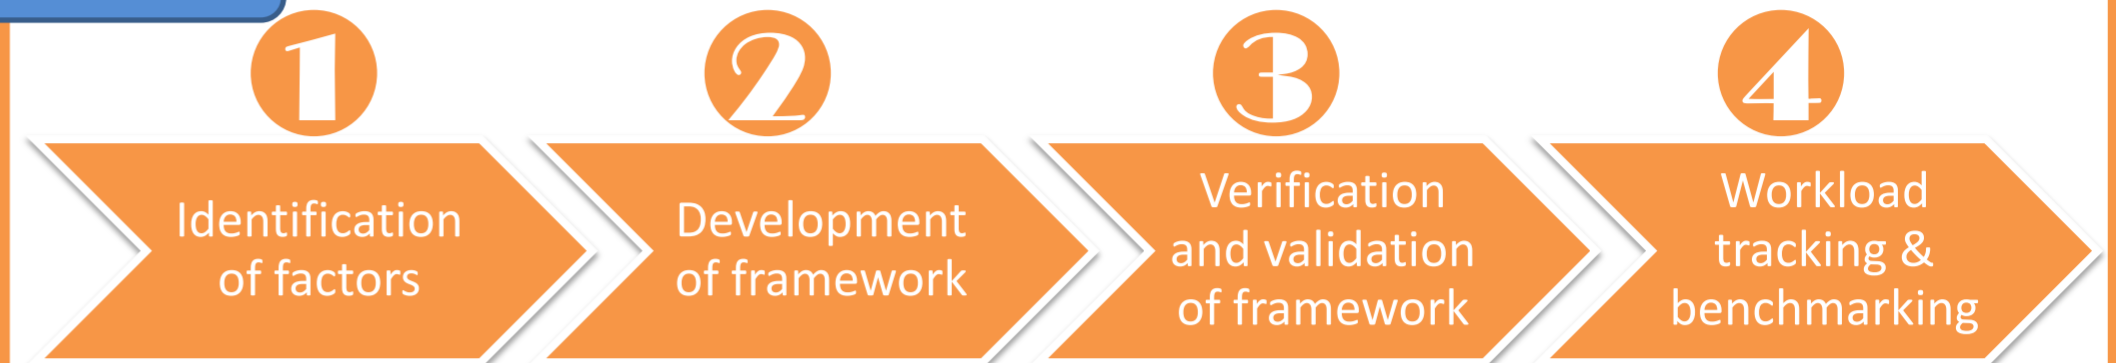 1
Identification
of factors
2
Development
of framework
3
Verification
and validation
of framework
4
Workload
tracking &
benchmarking